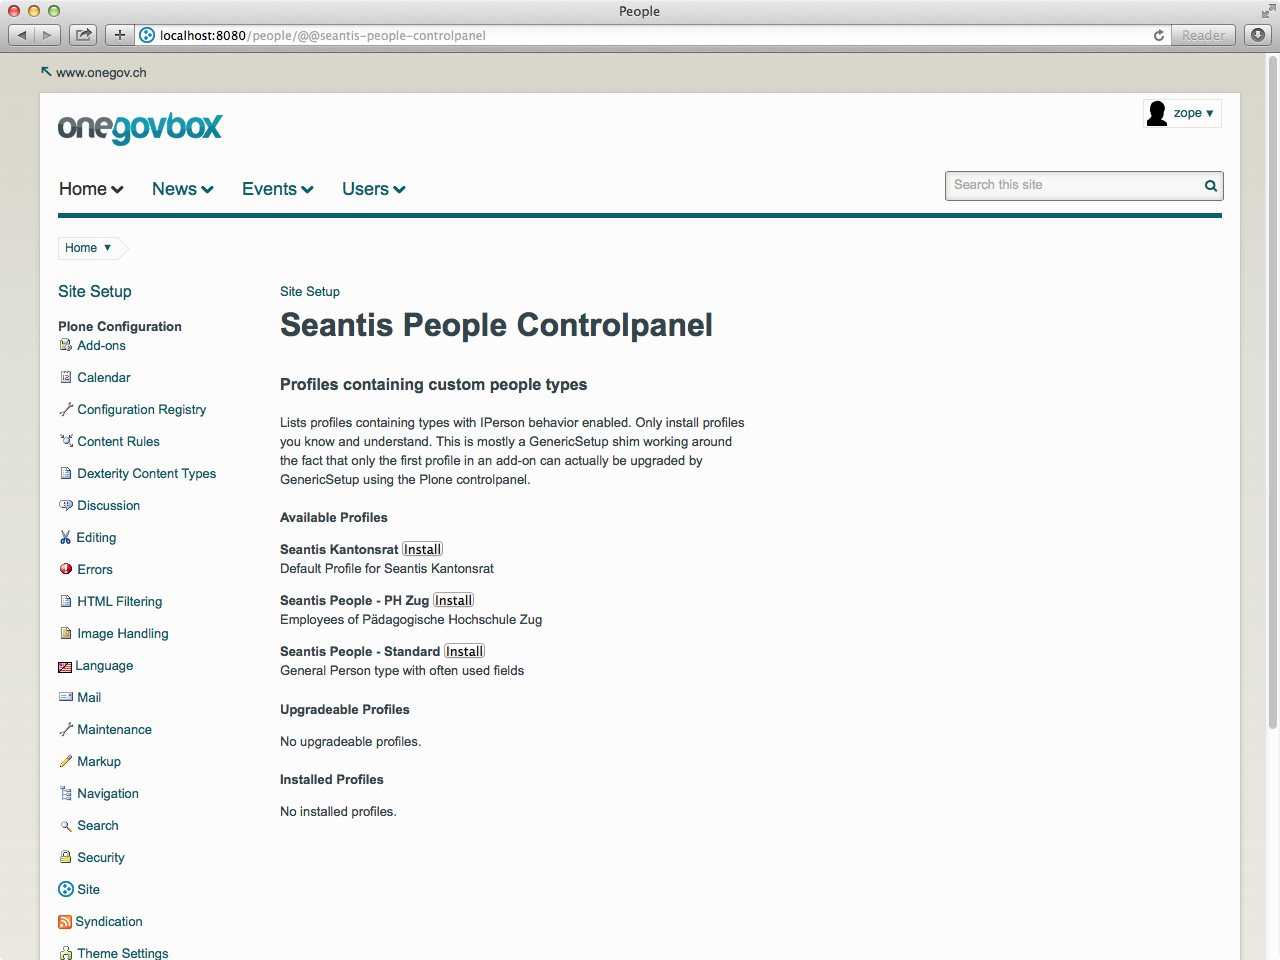 People
localhost:8080/people/@@seantis-people-controlpanel
Reader
www.onegov.ch
onegovbox
zope ▼
Home
News
Events
Users
Search this site
Home ▼
Site Setup
Plone Configuration
Add-ons
Calendar
Configuration Registry
Content Rules
Dexterity Content Types
Discussion
Editing
Errors
HTML Filtering
Image Handling
Language
Mail
Maintenance
Markup
Navigation
Search
Security
Site
Syndication
Theme Settings
Site Setup
Seantis People Controlpanel
Profiles containing custom people types
Lists profiles containing types with IPerson behavior enabled. Only install profiles
you know and understand. This is mostly a GenericSetup shim working around
the fact that only the first profile in an add-on can actually be upgraded by
GenericSetup using the Plone controlpanel.
Available Profiles
Seantis Kantonsrat Install
Default Profile for Seantis Kantonsrat
Seantis People - PH Zug Install
Employees of Pädagogische Hochschule Zug
Seantis People - Standard Install
General Person type with often used fields
Upgradeable Profiles
No upgradeable profiles.
Installed Profiles
No installed profiles.